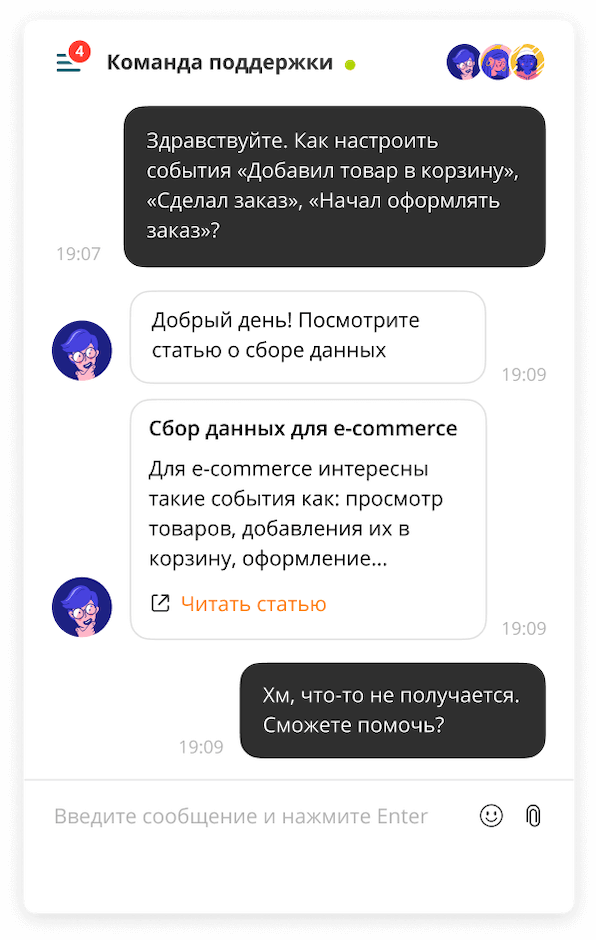 4
Команда поддержки
Здравствуйте. Как настроить
события «Добавил товар в корзину»,
«Сделал заказ», «Начал оформлять
заказ»?
19:07
Добрый день! Посмотрите
статью о сборе данных
19:09
Сбор данных для e-commerce
Для e-commerce интересны
такие события как: просмотр
товаров, добавления их в
корзину, оформление...
Читать статью
19:09
Хм, что-то не получается.
Сможете помочь?
19:09
Введите сообщение и нажмите Enter